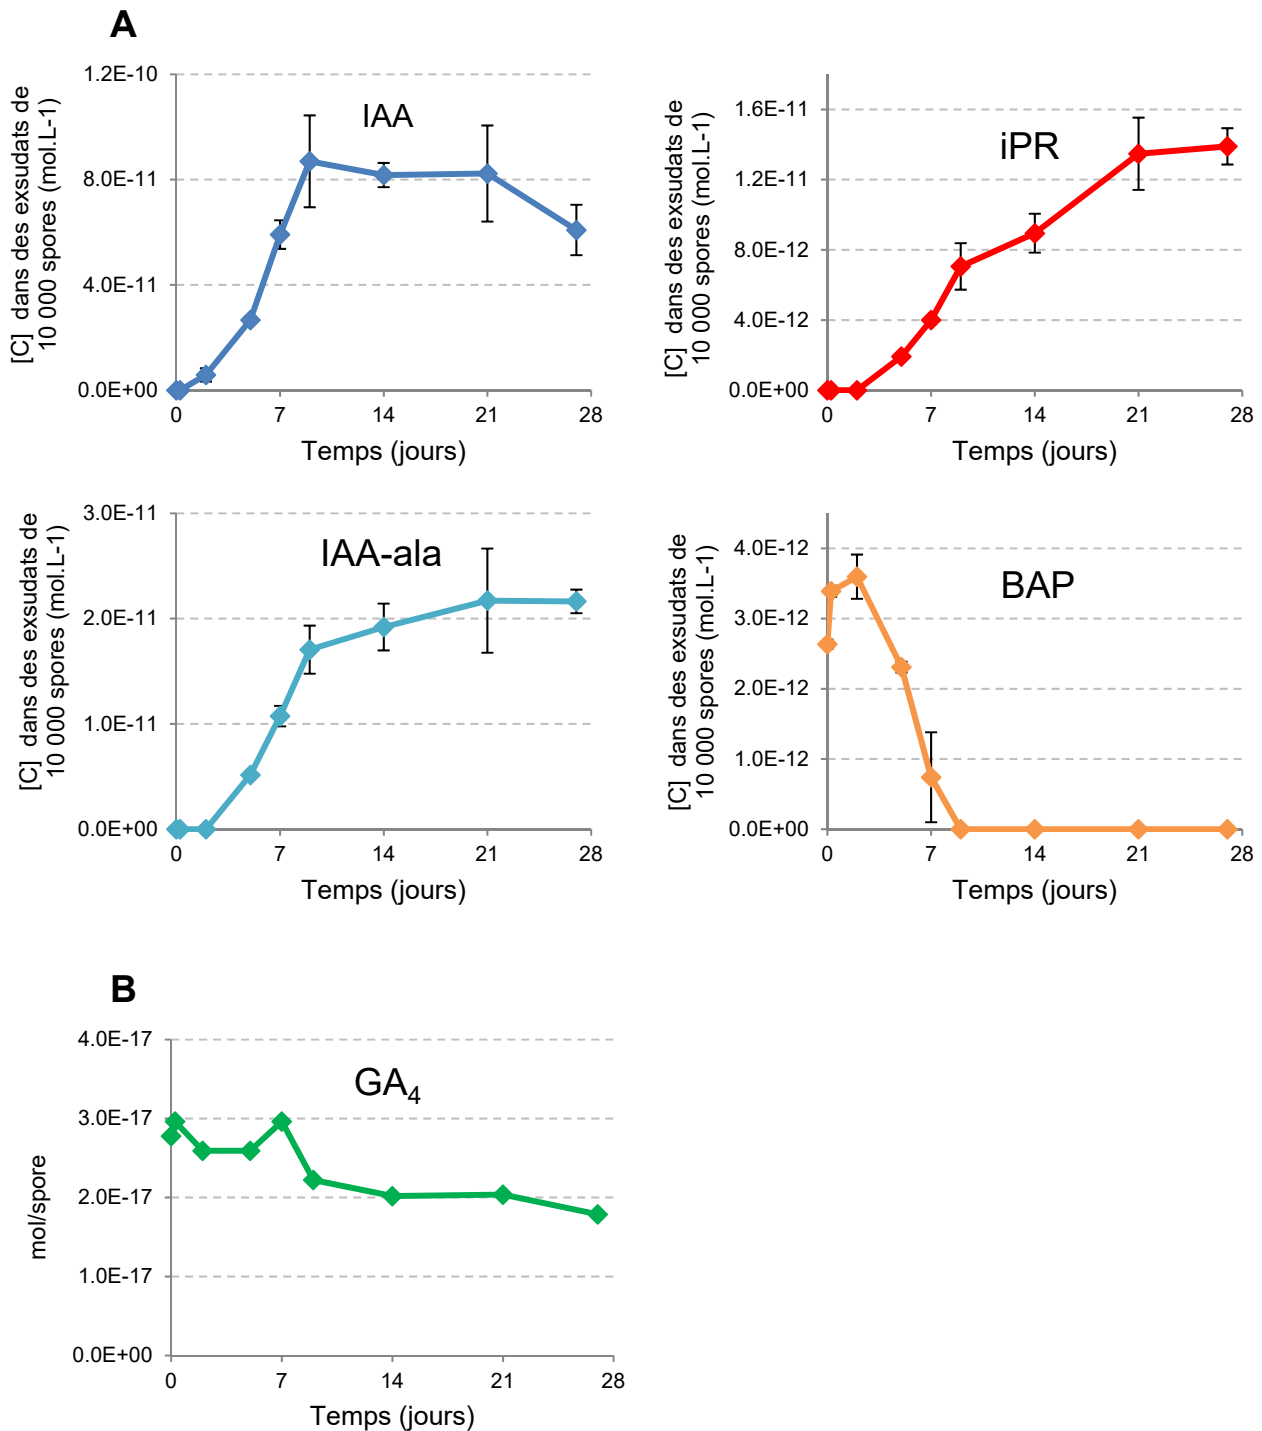 A
[C] dans des exsudats de
10 000 spores (mol.L-1)
1.2E-10
8.0E-11
4.0E-11
0.0E+00
IAA
0 7 14 21 28
Temps (jours)
[C] dans des exsudats de
10 000 spores (mol.L-1)
1.6E-11
1.2E-11
8.0E-12
4.0E-12
0.0E+00
iPR
0 7 14 21 28
Temps (jours)
[C] dans des exsudats de
10 000 spores (mol.L-1)
3.0E-11
2.0E-11
1.0E-11
0.0E+00
IAA-ala
0 7 14 21 28
Temps (jours)
[C] dans des exsudats de
10 000 spores (mol.L-1)
4.0E-12
3.0E-12
2.0E-12
1.0E-12
0.0E+00
BAP
0 7 14 21 28
Temps (jours)
B
mol/spore
4.0E-17
3.0E-17
2.0E-17
1.0E-17
0.0E+00
GA₄
0 7 14 21 28
Temps (jours)